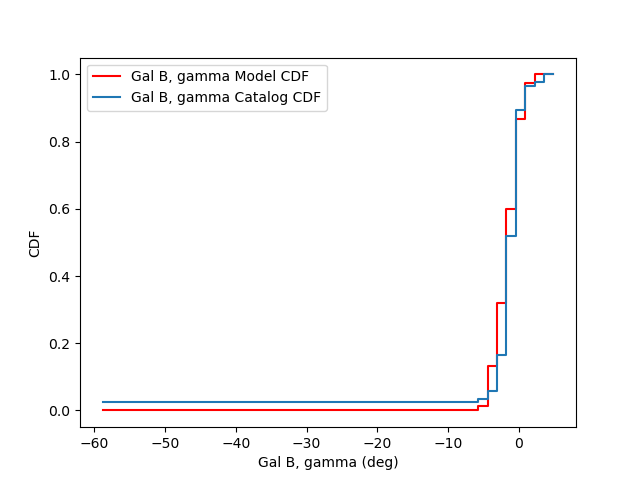 Gal B, gamma Model CDF
Gal B, gamma Catalog CDF
1.0
0.8
0.6
0.4
0.2
0.0
CDF
−60 −50 −40 −30 −20 −10 0
Gal B, gamma (deg)